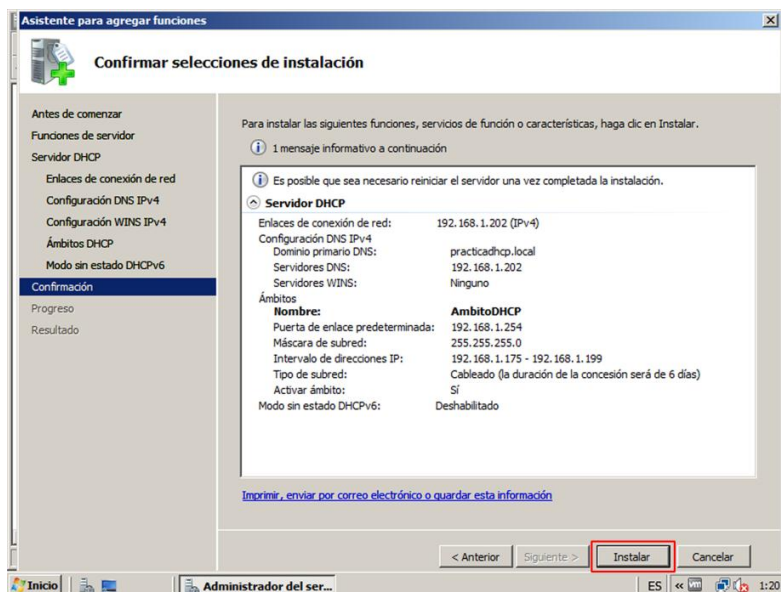 Asistente para agregar funciones
Confirmar selecciones de instalación
Antes de comenzar
Funciones de servidor
Servidor DHCP
Enlaces de conexión de red
Configuración DNS IPv4
Configuración WINS IPv4
Ámbitos DHCP
Modo sin estado DHCPv6
Confirmación
Progreso
Resultado
Para instalar las siguientes funciones, servicios de función o características, haga clic en Instalar.
1 mensaje informativo a continuación
Es posible que sea necesario reiniciar el servidor una vez completada la instalación.
Servidor DHCP
Enlaces de conexión de red: 192.168.1.202 (IPv4)
Configuración DNS IPv4
Dominio primario DNS: practicadhcp.local
Servidores DNS: 192.168.1.202
Servidores WINS: Ninguno
Ámbitos
Nombre: AmbitoDHCP
Puerta de enlace predeterminada: 192.168.1.254
Máscara de subred: 255.255.255.0
Intervalo de direcciones IP: 192.168.1.175 - 192.168.1.199
Tipo de subred: Cableado (la duración de la concesión será de 6 días)
Activar ámbito: Sí
Modo sin estado DHCPv6: Deshabilitado
Imprimir, enviar por correo electrónico o guardar esta información
< Anterior Siguiente > Instalar Cancelar
Inicio Administrador del ser... ES « vm 1:20